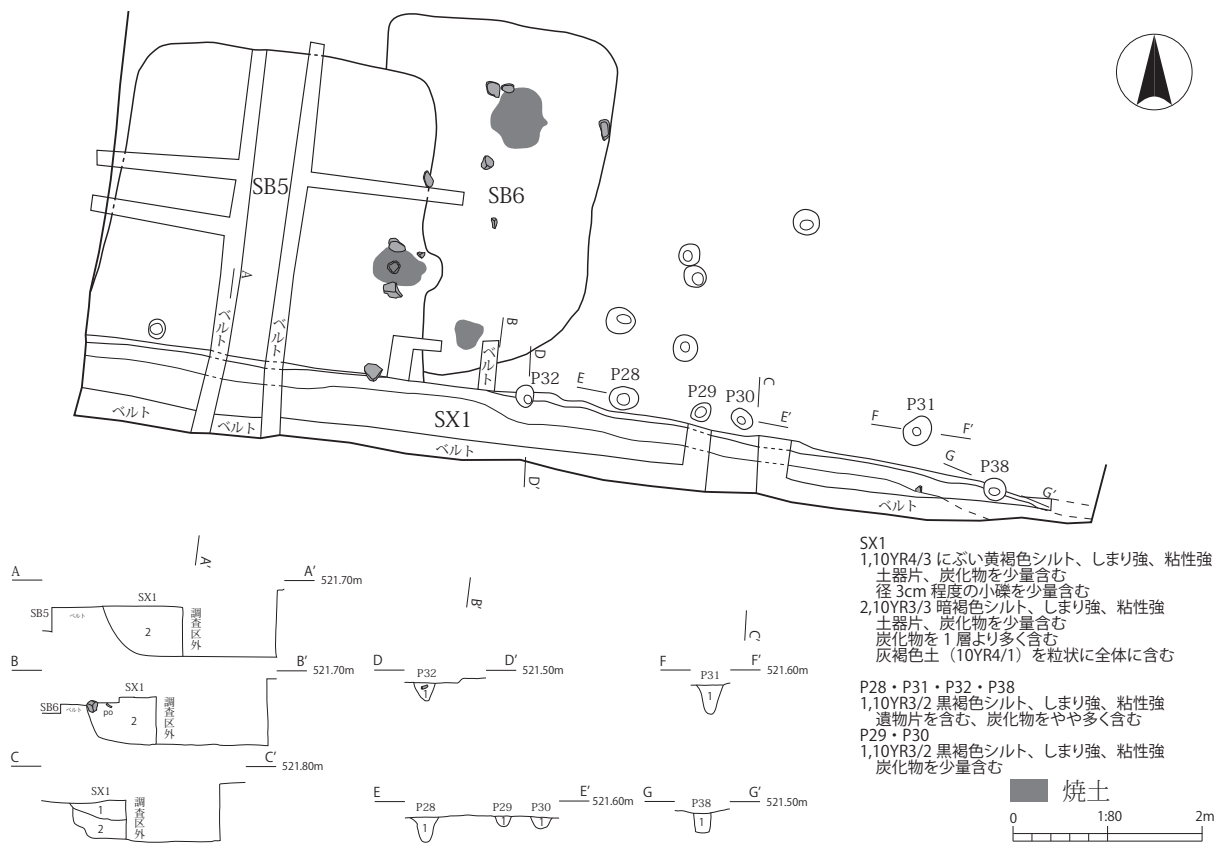 SB5
SB6
A
ベルト
ベルト
B
ベルト
D
P32
E
P28
P29
P30
C
E'
F
P31
F'
G
P38
G'
SX1
ベルト
ベルト
ベルト
ベルト
D'
A'
B'
C'
A
A'
521.70m
SX1
SB5
ベルト
2
調査区外
B
B'
521.70m
SX1
SB6
ベルト
po
2
調査区外
C
C'
521.80m
SX1
1
2
調査区外
D
D'
521.50m
P32
1
E
E'
521.60m
P28
P29
P30
1
1
1
F
F'
521.60m
P31
1
G
G'
521.50m
P38
1
SX1
1,10YR4/3 にぶい黄褐色シルト、しまり強、粘性強
土器片、炭化物を少量含む
径 3cm 程度の小礫を少量含む
2,10YR3/3 暗褐色シルト、しまり強、粘性強
土器片、炭化物を少量含む
炭化物を 1 層より多く含む
灰褐色土（10YR4/1）を粒状に全体に含む
P28・P31・P32・P38
1,10YR3/2 黒褐色シルト、しまり強、粘性強
遺物片を含む、炭化物をやや多く含む
P29・P30
1,10YR3/2 黒褐色シルト、しまり強、粘性強
炭化物を少量含む
焼土
0 1:80 2m